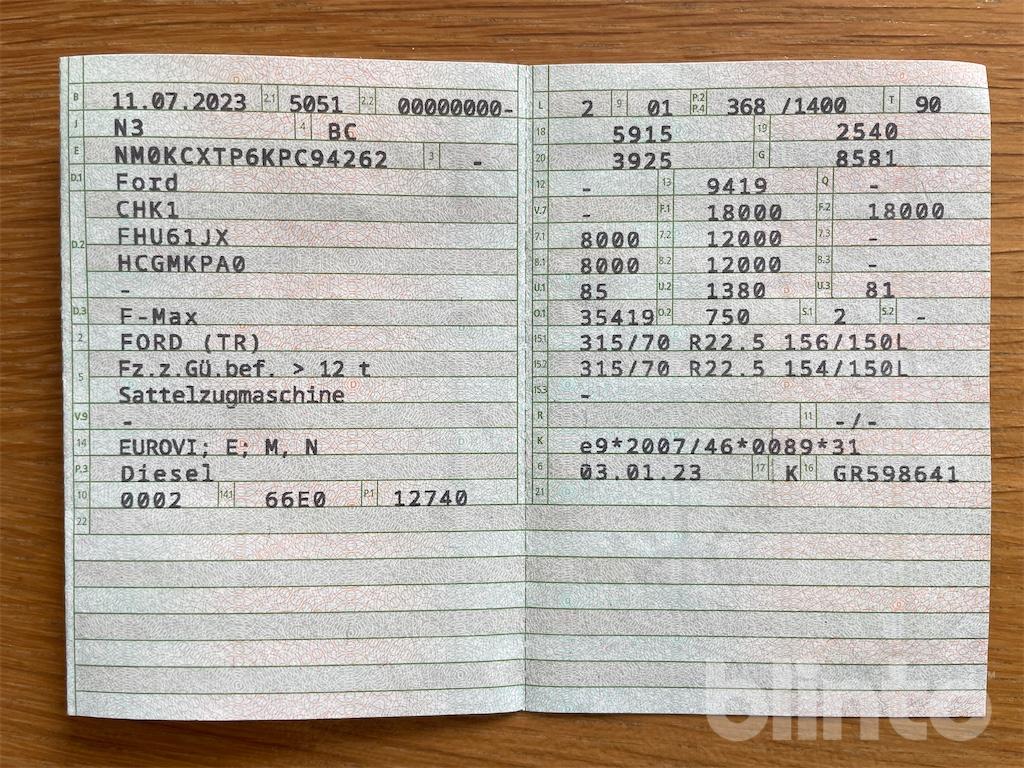 B 11.07.2023 2.1 5051 2.2 00000000-
J N3 4 BC
E NM0KCXTP6KPC94262 3 -
D.1 Ford
CHK1
D.2 FHU61JX
HCGMKPA0
-
D.3 F-Max
2 FORD (TR)
5 Fz.z.Gü.bef. > 12 t
Sattelzugmaschine
V.9 -
14 EUROVI; E; M, N
P.3 Diesel
10 0002 14.1 66E0 P.1 12740
22
L 2 9 01 P.2 P.4 368 /1400 T 90
18 5915 19 2540
20 3925 G 8581
12 - 13 9419 Q -
V.7 - F.1 18000 F.2 18000
7.1 8000 7.2 12000 7.3 -
8.1 8000 8.2 12000 8.3 -
U.1 85 U.2 1380 U.3 81
O.1 35419 O.2 750 S.1 2 S.2 -
15.1 315/70 R22.5 156/150L
15.2 315/70 R22.5 154/150L
15.3 -
R 11 -/-
K e9*2007/46*0089*31
6 03.01.23 17 K 16 GR598641
21
blinto